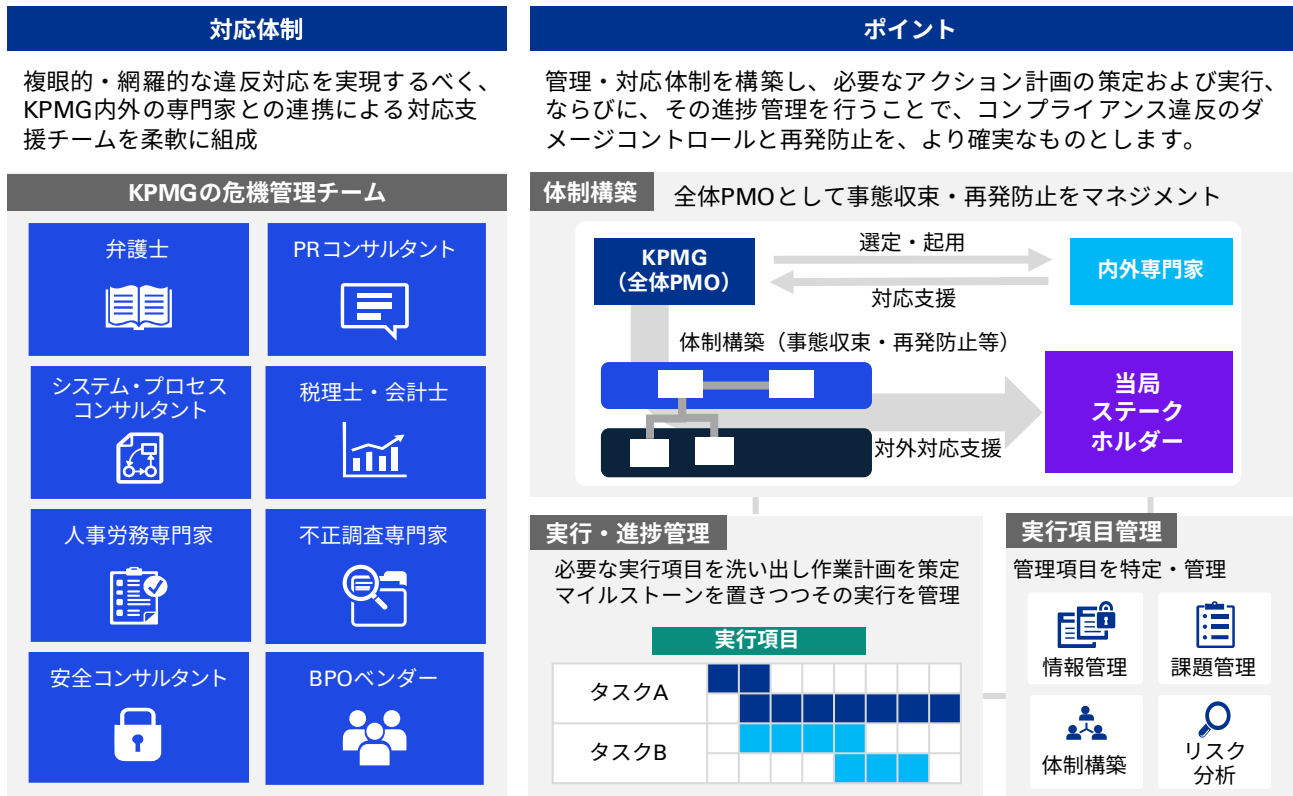 対応体制
複眼的・網羅的な違反対応を実現するべく、
KPMG内外の専門家との連携による対応支
援チームを柔軟に組成
KPMGの危機管理チーム
弁護士
PRコンサルタント
システム・プロセス
コンサルタント
税理士・会計士
人事労務専門家
不正調査専門家
安全コンサルタント
BPOベンダー
ポイント
管理・対応体制を構築し、必要なアクション計画の策定および実行、
ならびに、その進捗管理を行うことで、コンプライアンス違反のダ
メージコントロールと再発防止を、より確実なものとします。
体制構築
全体PMOとして事態収束・再発防止をマネジメント
KPMG
（全体PMO）
選定・起用
対応支援
内外専門家
体制構築（事態収束・再発防止等）
対外対応支援
当局
ステーク
ホルダー
実行・進捗管理
必要な実行項目を洗い出し作業計画を策定
マイルストーンを置きつつその実行を管理
実行項目
タスクA
タスクB
実行項目管理
管理項目を特定・管理
情報管理
課題管理
体制構築
リスク
分析